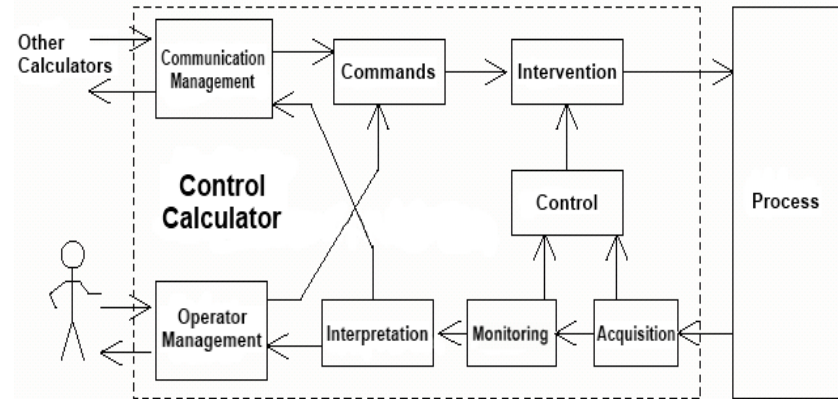 Other
Calculators
Communication
Management
Commands
Intervention
Control
Calculator
Control
Process
Operator
Management
Interpretation
Monitoring
Acquisition